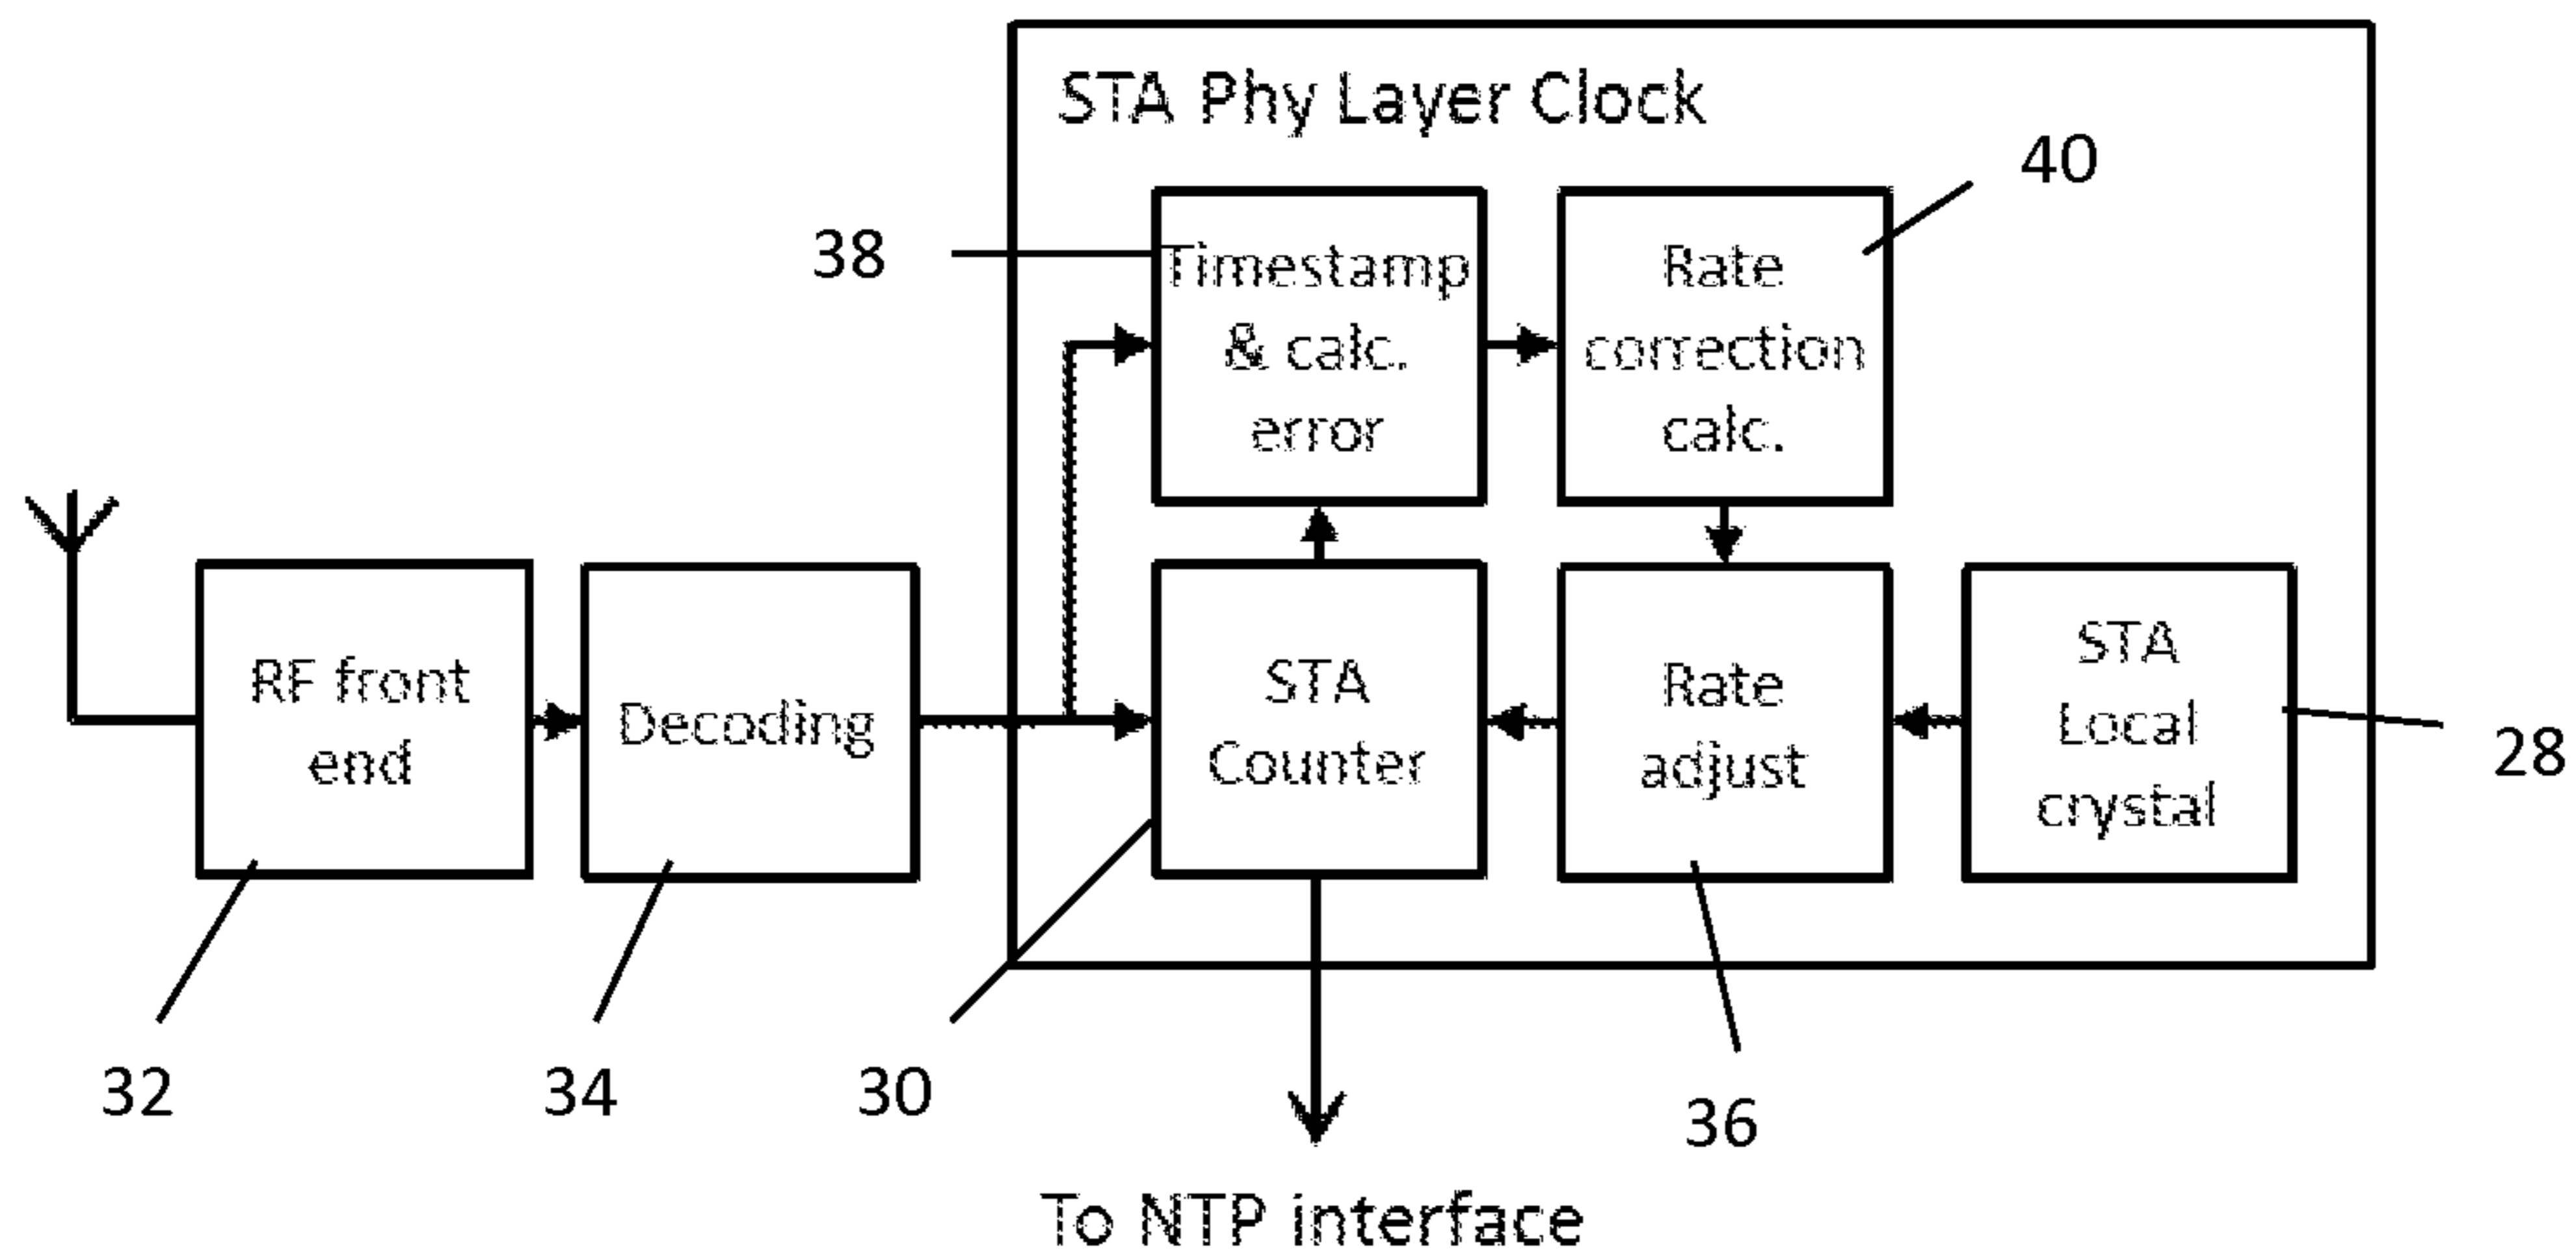 STA Phy Layer Clock
40
38
Timestamp
& calc.
error
Rate
correction
calc.
RF front
end
Decoding
STA
Counter
Rate
adjust
STA
Local
crystal
28
32
34
30
36
To NTP interface